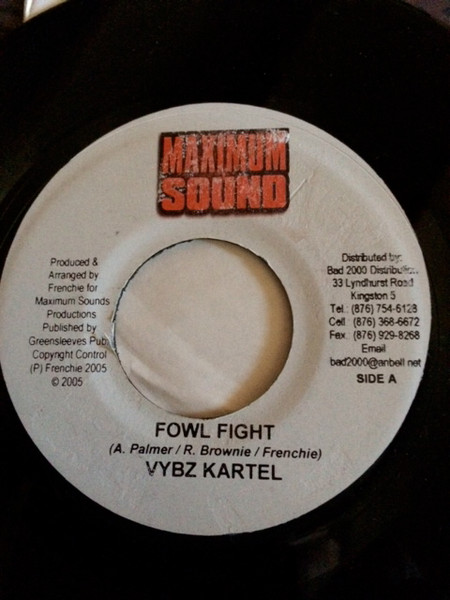 MAXIMUM
SOUND
Produced &
Arranged by
Frenchie for
Maximum Sounds
Productions
Published by
Greensleeves Pub.
Copyright Control
(P) Frenchie 2005
© 2005
Distributed by:
Bad 2000
33 Lyndhurst Road
Kingston 5
Tel.: (876) 754-6128
Cell (876) 368-6672
Fax. (876) 929-8268
Email
bad2000@anbell.net
SIDE A
FOWL FIGHT
(A. Palmer / R. Brownie / Frenchie)
VYBZ KARTEL